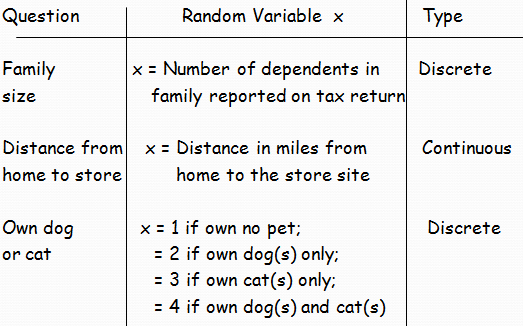 Question Random Variable x Type
Family x = Number of dependents in Discrete
size family reported on tax return
Distance from x = Distance in miles from Continuous
home to store home to the store site
Own dog x = 1 if own no pet; Discrete
or cat = 2 if own dog(s) only;
= 3 if own cat(s) only;
= 4 if own dog(s) and cat(s)